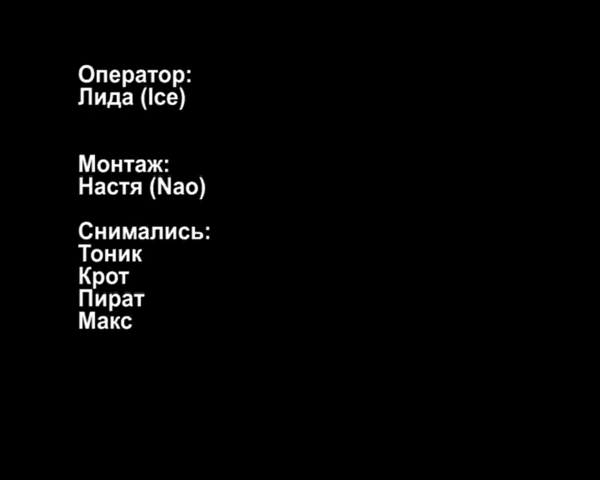 Оператор:
Лида (Ice)
Монтаж:
Настя (Nao)
Снимались:
Тоник
Крот
Пират
Макс